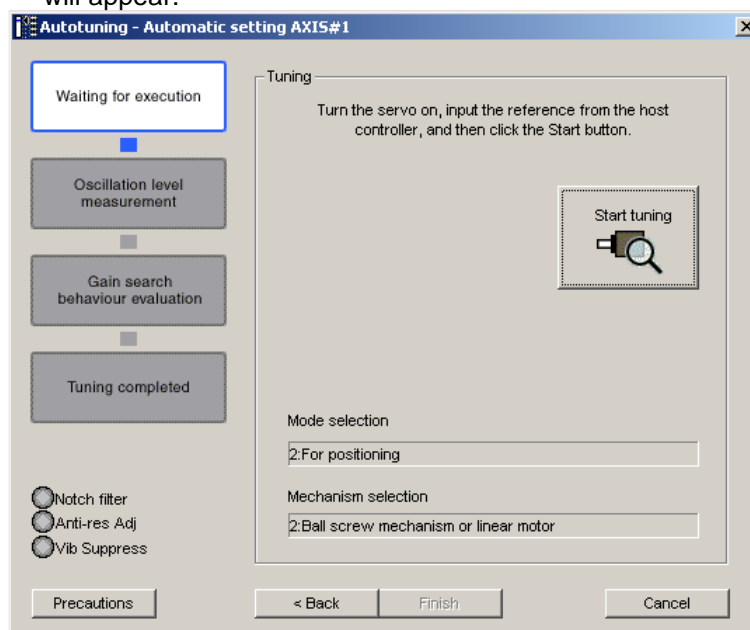 will appear.
Autotuning - Automatic setting AXIS#1
Waiting for execution
Oscillation level
measurement
Gain search
behaviour evaluation
Tuning completed
Notch filter
Anti-res Adj
Vib Suppress
Tuning
Turn the servo on, input the reference from the host
controller, and then click the Start button.
Start tuning
Mode selection
2:For positioning
Mechanism selection
2:Ball screw mechanism or linear motor
Precautions
< Back
Finish
Cancel